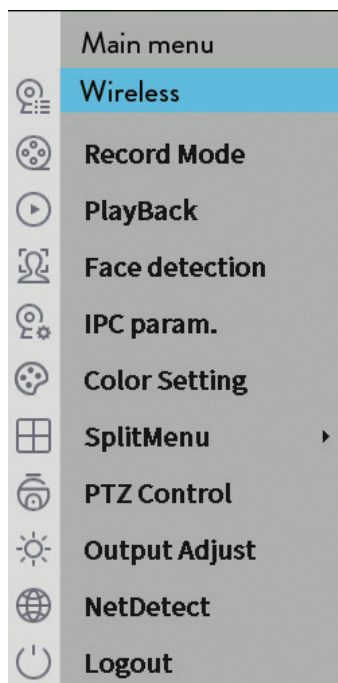 Main menu
Wireless
Record Mode
PlayBack
Face detection
IPC param.
Color Setting
SplitMenu
PTZ Control
Output Adjust
NetDetect
Logout